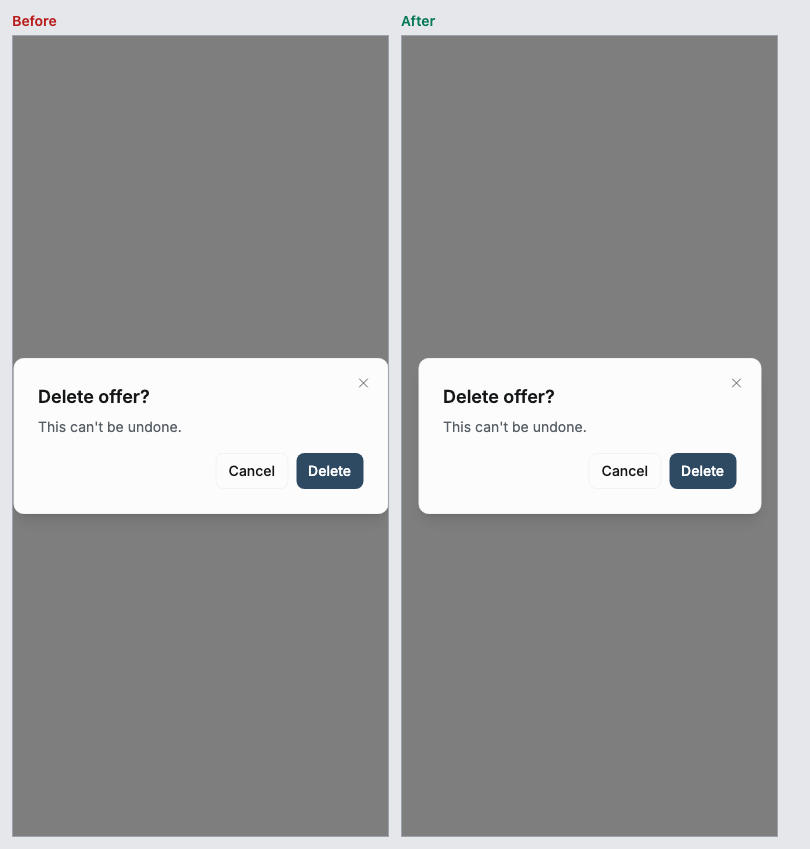 Before
After
Delete offer?
This can't be undone.
Cancel
Delete
Delete offer?
This can't be undone.
Cancel
Delete